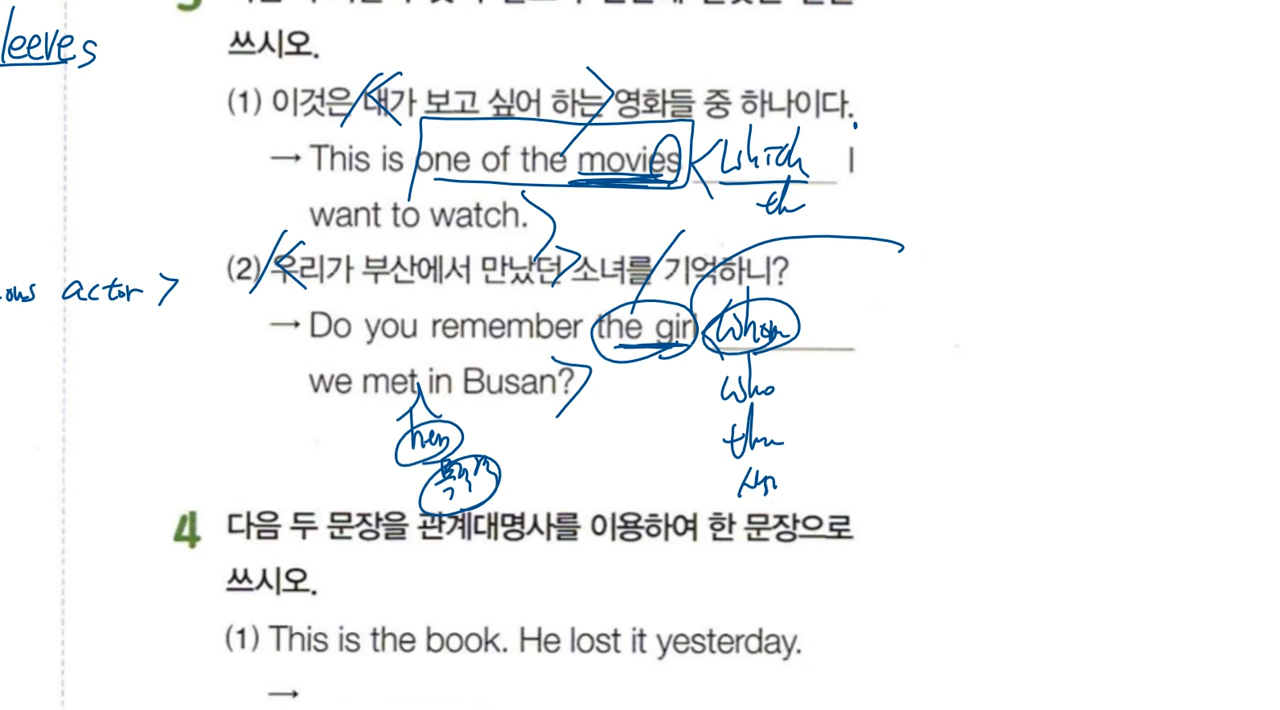 leeves
쓰시오.
(1) 이것은 내가 보고 싶어 하는 영화들 중 하나이다.
→ This is one of the movies which I
th
want to watch.
(2) 우리가 부산에서 만났던 소녀를 기억하니?
actor >
→ Do you remember the girl whom
we met in Busan?
who
her
목적어
4 다음 두 문장을 관계대명사를 이용하여 한 문장으로
쓰시오.
(1) This is the book. He lost it yesterday.
→